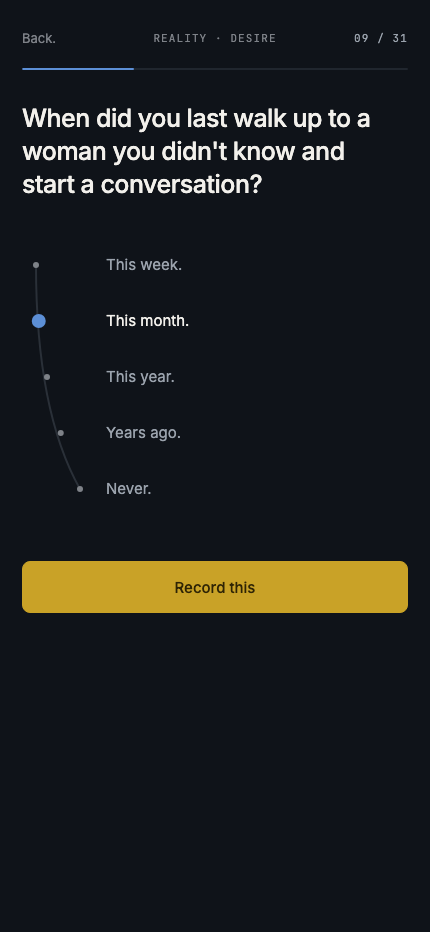 Back.
REALITY · DESIRE
09 / 31
When did you last walk up to a
woman you didn't know and
start a conversation?
This week.
This month.
This year.
Years ago.
Never.
Record this